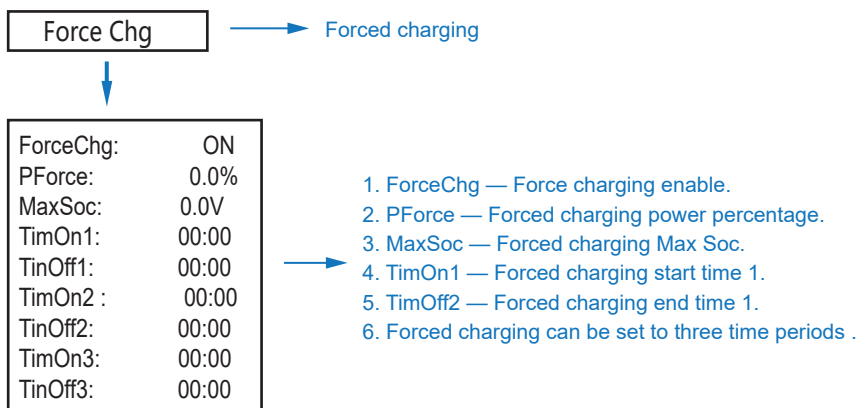 Force Chg
Forced charging
ForceChg: ON
PForce: 0.0%
MaxSoc: 0.0V
TimOn1: 00:00
TinOff1: 00:00
TimOn2 : 00:00
TinOff2: 00:00
TimOn3: 00:00
TinOff3: 00:00
1. ForceChg — Force charging enable.
2. PForce — Forced charging power percentage.
3. MaxSoc — Forced charging Max Soc.
4. TimOn1 — Forced charging start time 1.
5. TimOff2 — Forced charging end time 1.
6. Forced charging can be set to three time periods .